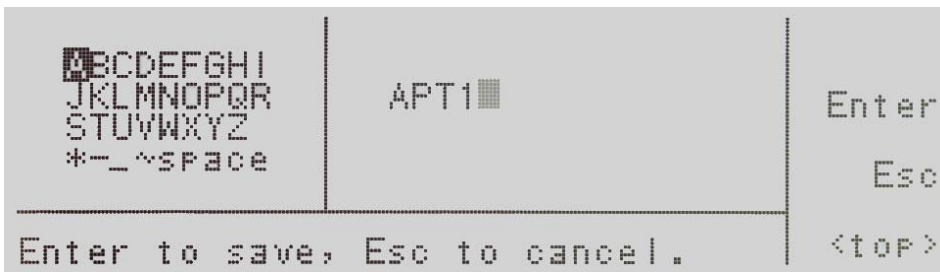 ABCDEFGHI
JKLMNOPQR
STUVWXYZ
*-_~space
APT1
Enter
Esc
<top>
Enter to save, Esc to cancel.